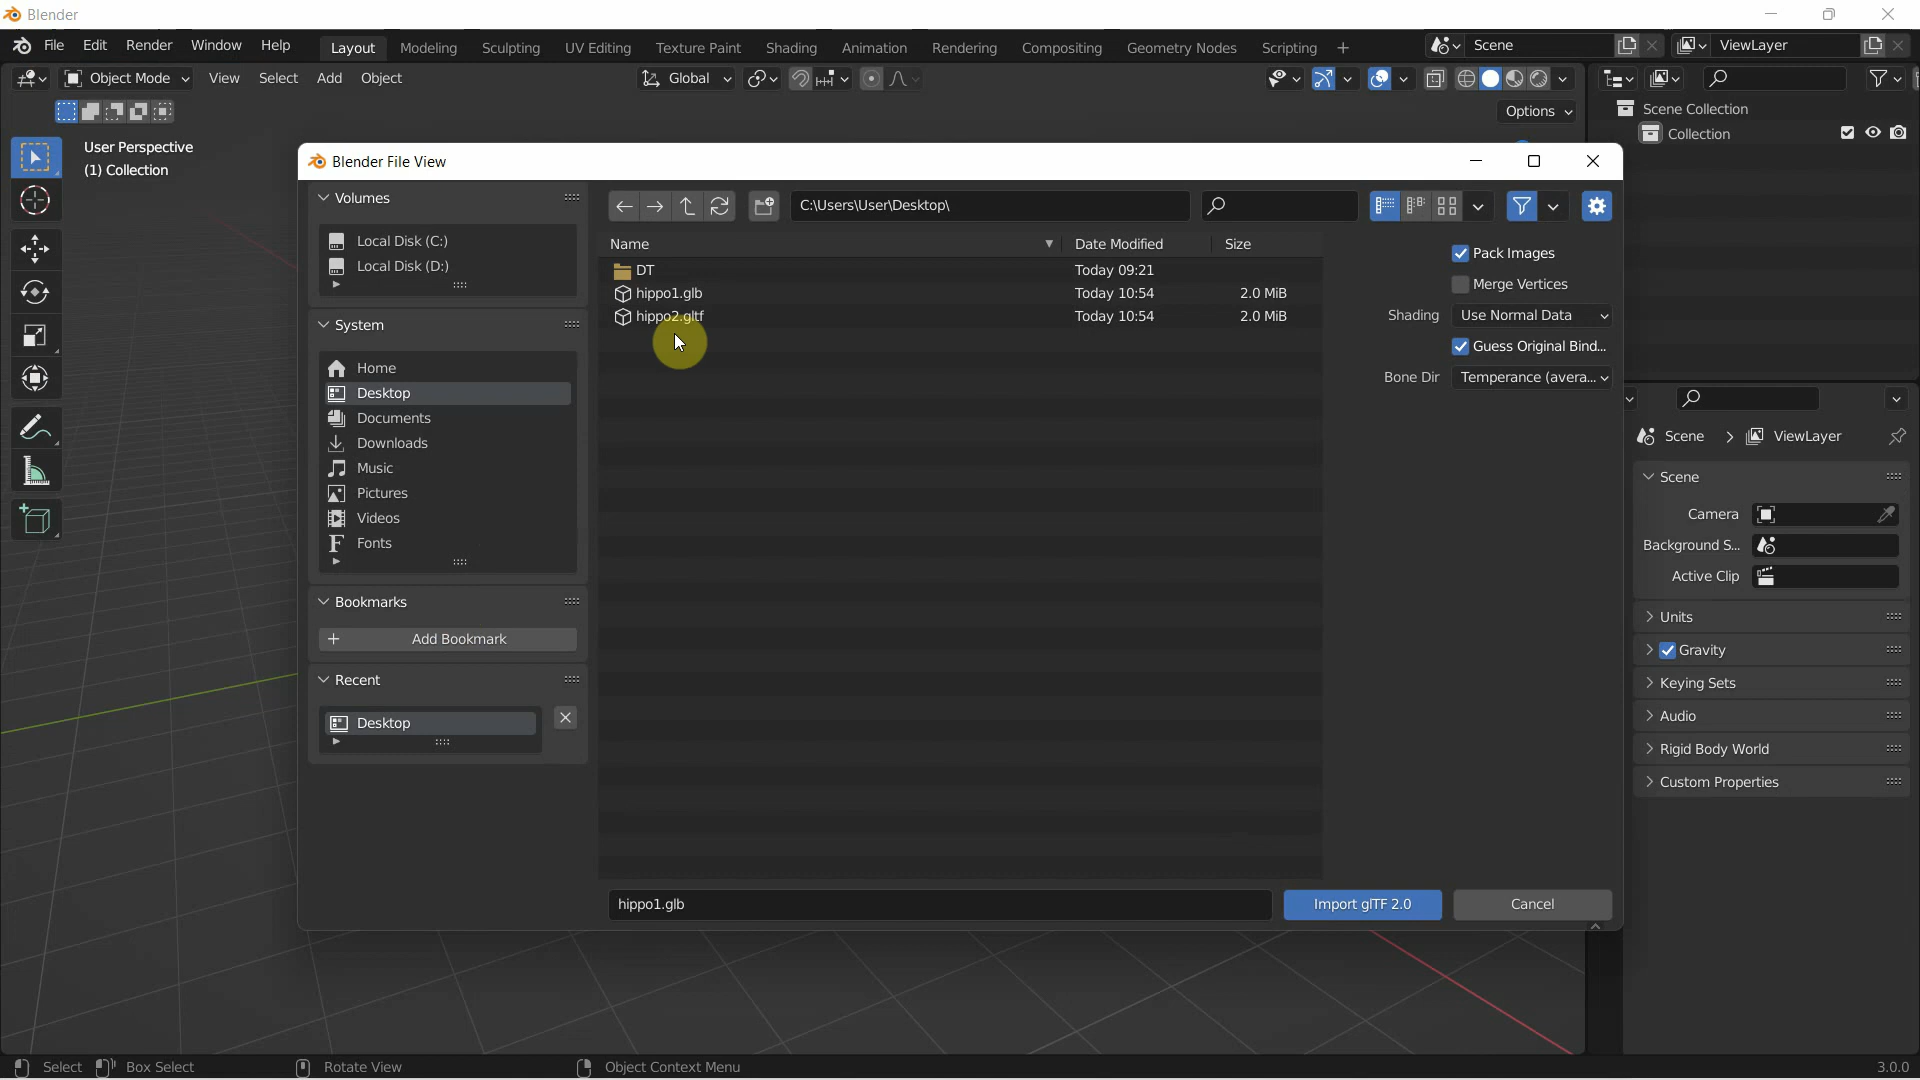 Blender
File Edit Render Window Help Layout Modeling Sculpting UV Editing Texture Paint Shading Animation Rendering Compositing Geometry Nodes Scripting + Scene ViewLayer
Object Mode View Select Add Object Global
Options
User Perspective
(1) Collection
Scene Collection
Collection
Blender File View
Volumes
Local Disk (C:)
Local Disk (D:)
System
Home
Desktop
Documents
Downloads
Music
Pictures
Videos
Fonts
Bookmarks
Add Bookmark
Recent
Desktop
C:\Users\User\Desktop\
Name Date Modified Size
DT Today 09:21
hippo1.glb Today 10:54 2.0 MiB
hippo2.gltf Today 10:54 2.0 MiB
Pack Images
Merge Vertices
Shading Use Normal Data
Guess Original Bind...
Bone Dir Temperance (avera...
hippo1.glb Import glTF 2.0 Cancel
Scene > ViewLayer
Scene
Camera
Background S...
Active Clip
Units
Gravity
Keying Sets
Audio
Rigid Body World
Custom Properties
Select Box Select Rotate View Object Context Menu 3.0.0